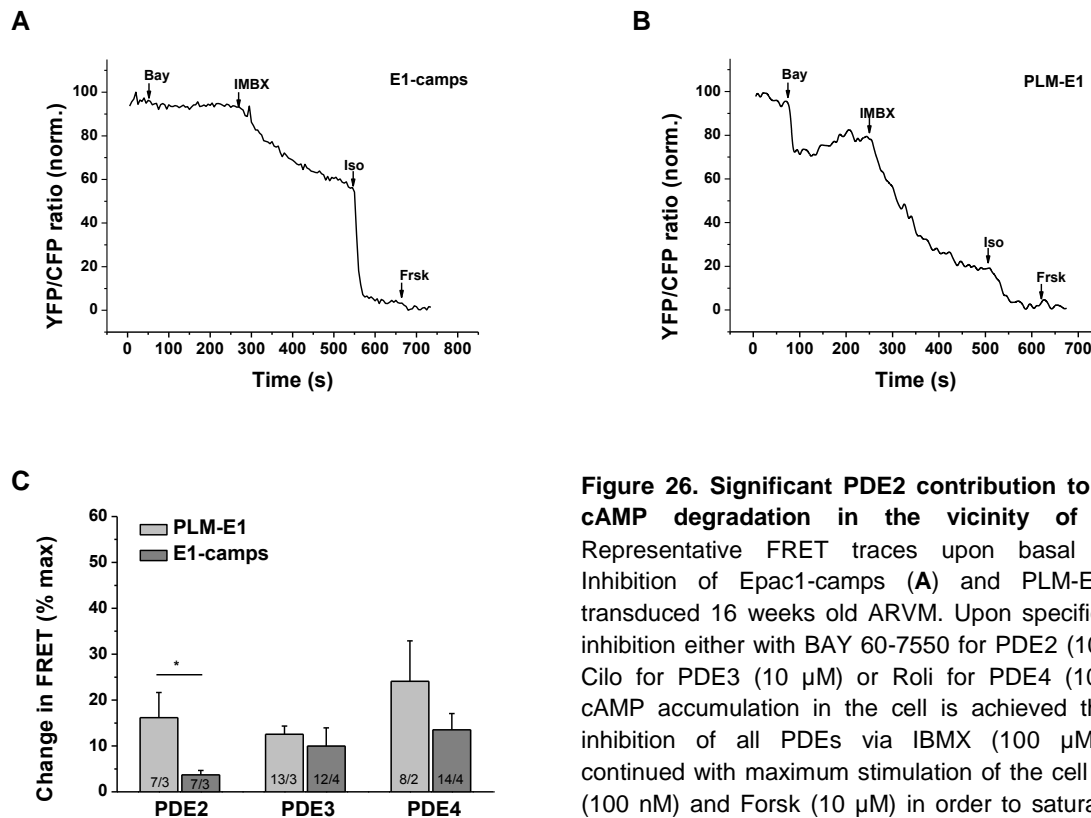 A
B
Bay
IMBX
Iso
Frsk
E1-camps
YFP/CFP ratio (norm.)
100
80
60
40
20
0
0 100 200 300 400 500 600 700 800
Time (s)
Bay
IMBX
Iso
Frsk
PLM-E1
YFP/CFP ratio (norm.)
100
80
60
40
20
0
0 100 200 300 400 500 600 700
Time (s)
C
PLM-E1
E1-camps
Change in FRET (% max)
60
50
40
30
20
10
0
*
7/3 7/3 13/3 12/4 8/2 14/4
PDE2 PDE3 PDE4
Figure 26. Significant PDE2 contribution to
cAMP degradation in the vicinity of
Representative FRET traces upon basal
Inhibition of Epac1-camps (A) and PLM-E
transduced 16 weeks old ARVM. Upon specifi
inhibition either with BAY 60-7550 for PDE2 (10
Cilo for PDE3 (10 µM) or Roli for PDE4 (10
cAMP accumulation in the cell is achieved th
inhibition of all PDEs via IBMX (100 µM
continued with maximum stimulation of the cell
(100 nM) and Forsk (10 µM) in order to satura